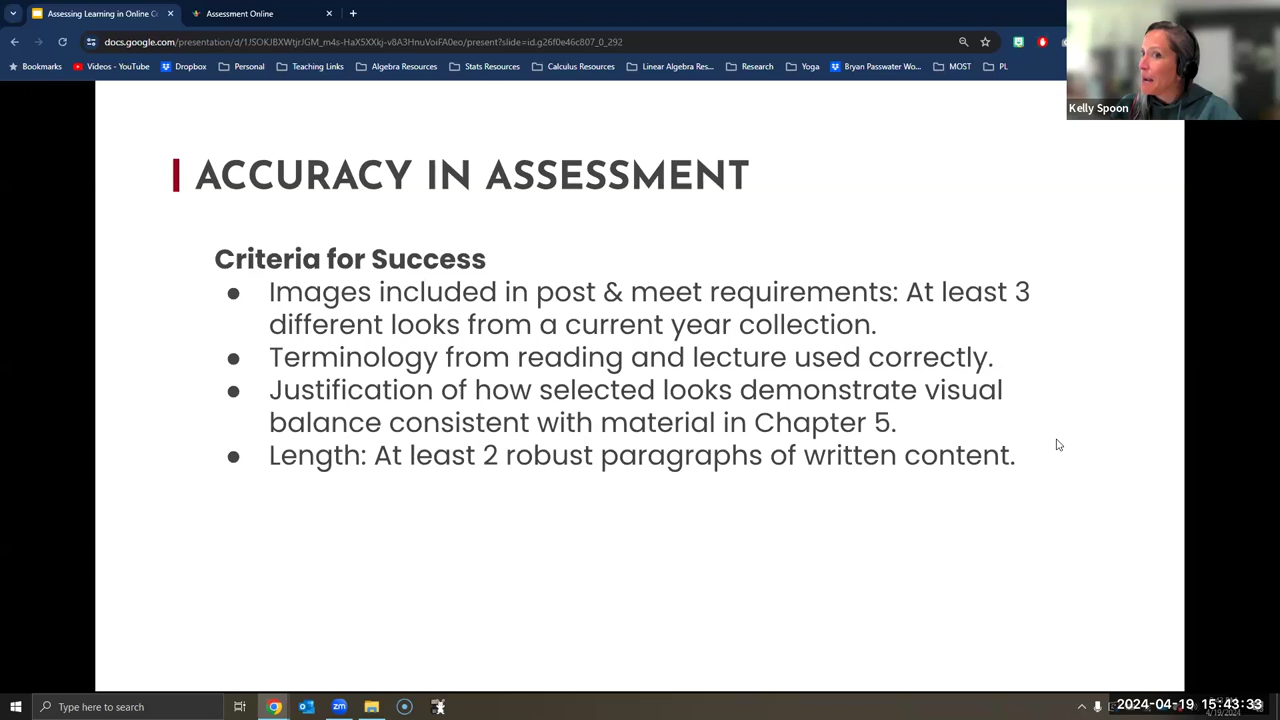 Assessing Learning in Online C
Assessment Online
docs.google.com/presentation/d/1JSOKJBXWtjrJGM_m4s-HaX5XXkj-v8A3HnuVoiFA0eo/present?slide=id.g26f0e46c807_0_292
Bookmarks
Videos - YouTube
Dropbox
Personal
Teaching Links
Algebra Resources
Stats Resources
Calculus Resources
Linear Algebra Res...
Research
Yoga
Bryan Passwater Wo...
MOST
PL
Kelly Spoon
ACCURACY IN ASSESSMENT
Criteria for Success
● Images included in post & meet requirements: At least 3
different looks from a current year collection.
● Terminology from reading and lecture used correctly.
● Justification of how selected looks demonstrate visual
balance consistent with material in Chapter 5.
● Length: At least 2 robust paragraphs of written content.
Type here to search
zm
2024-04-19 15:43:33